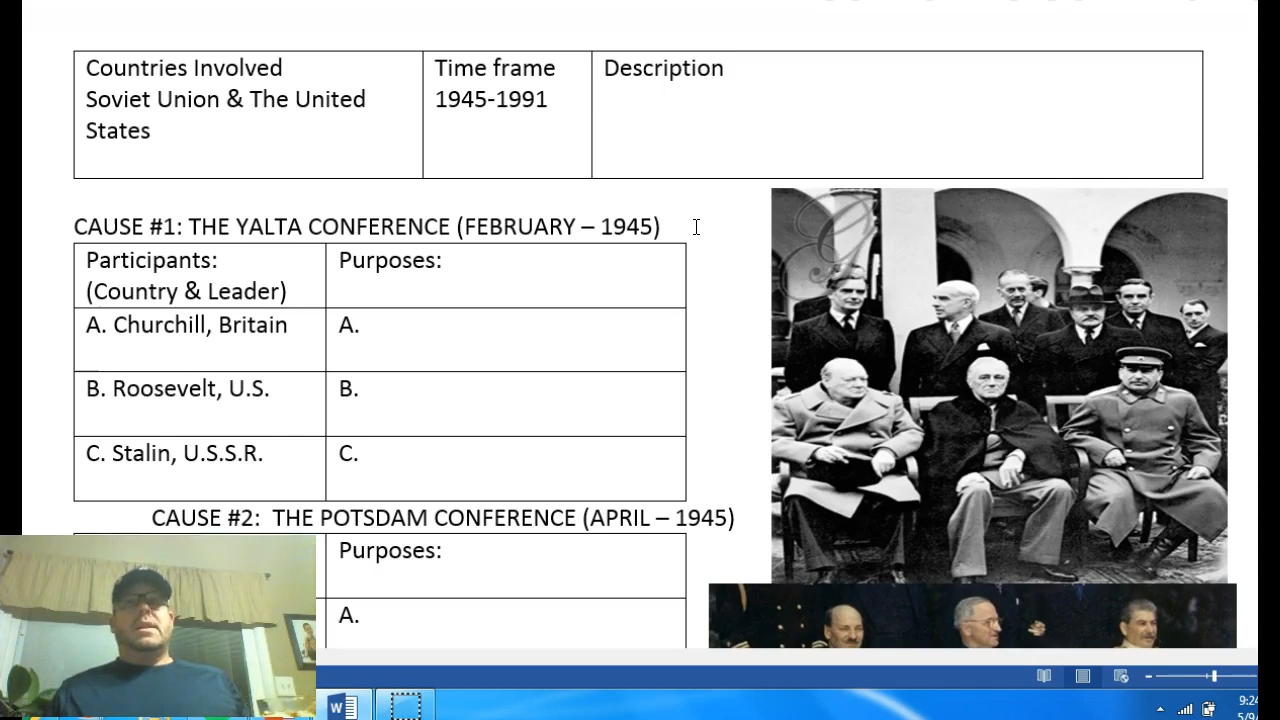 Countries Involved
Soviet Union & The United
States
Time frame
1945-1991
Description
CAUSE #1: THE YALTA CONFERENCE (FEBRUARY – 1945)
Participants:
(Country & Leader)
Purposes:
A. Churchill, Britain
A.
B. Roosevelt, U.S.
B.
C. Stalin, U.S.S.R.
C.
CAUSE #2:  THE POTSDAM CONFERENCE (APRIL – 1945)
Purposes:
A.